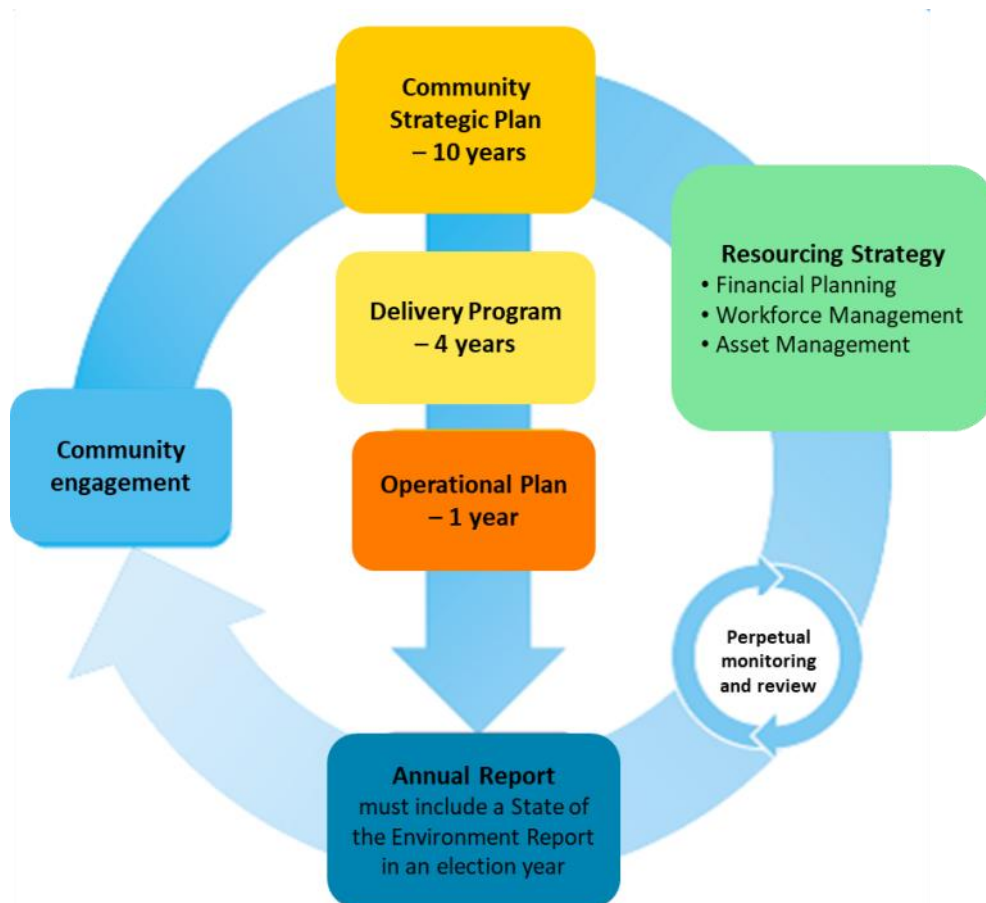 Community
Strategic Plan
– 10 years
Resourcing Strategy
• Financial Planning
• Workforce Management
• Asset Management
Delivery Program
– 4 years
Community
engagement
Operational Plan
– 1 year
Perpetual
monitoring
and review
Annual Report
must include a State of
the Environment Report
in an election year